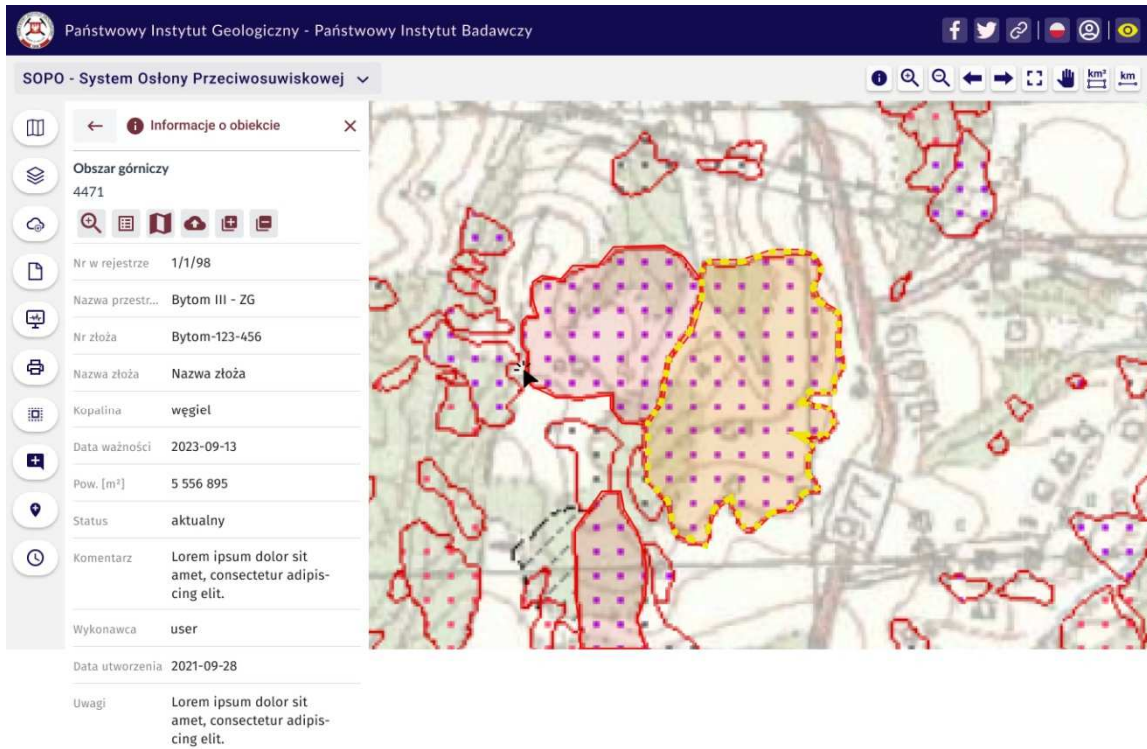 Państwowy Instytut Geologiczny - Państwowy Instytut Badawczy
SOPO - System Osłony Przeciwosuwiskowej
km²
km
Informacje o obiekcie
Obszar górniczy
4471
Nr w rejestrze 1/1/98
Nazwa przestr... Bytom III - ZG
Nr złoża Bytom-123-456
Nazwa złoża Nazwa złoża
Kopalina węgiel
Data ważności 2023-09-13
Pow. [m²] 5 556 895
Status aktualny
Komentarz Lorem ipsum dolor sit
amet, consectetur adipis-
cing elit.
Wykonawca user
Data utworzenia 2021-09-28
Uwagi Lorem ipsum dolor sit
amet, consectetur adipis-
cing elit.
977